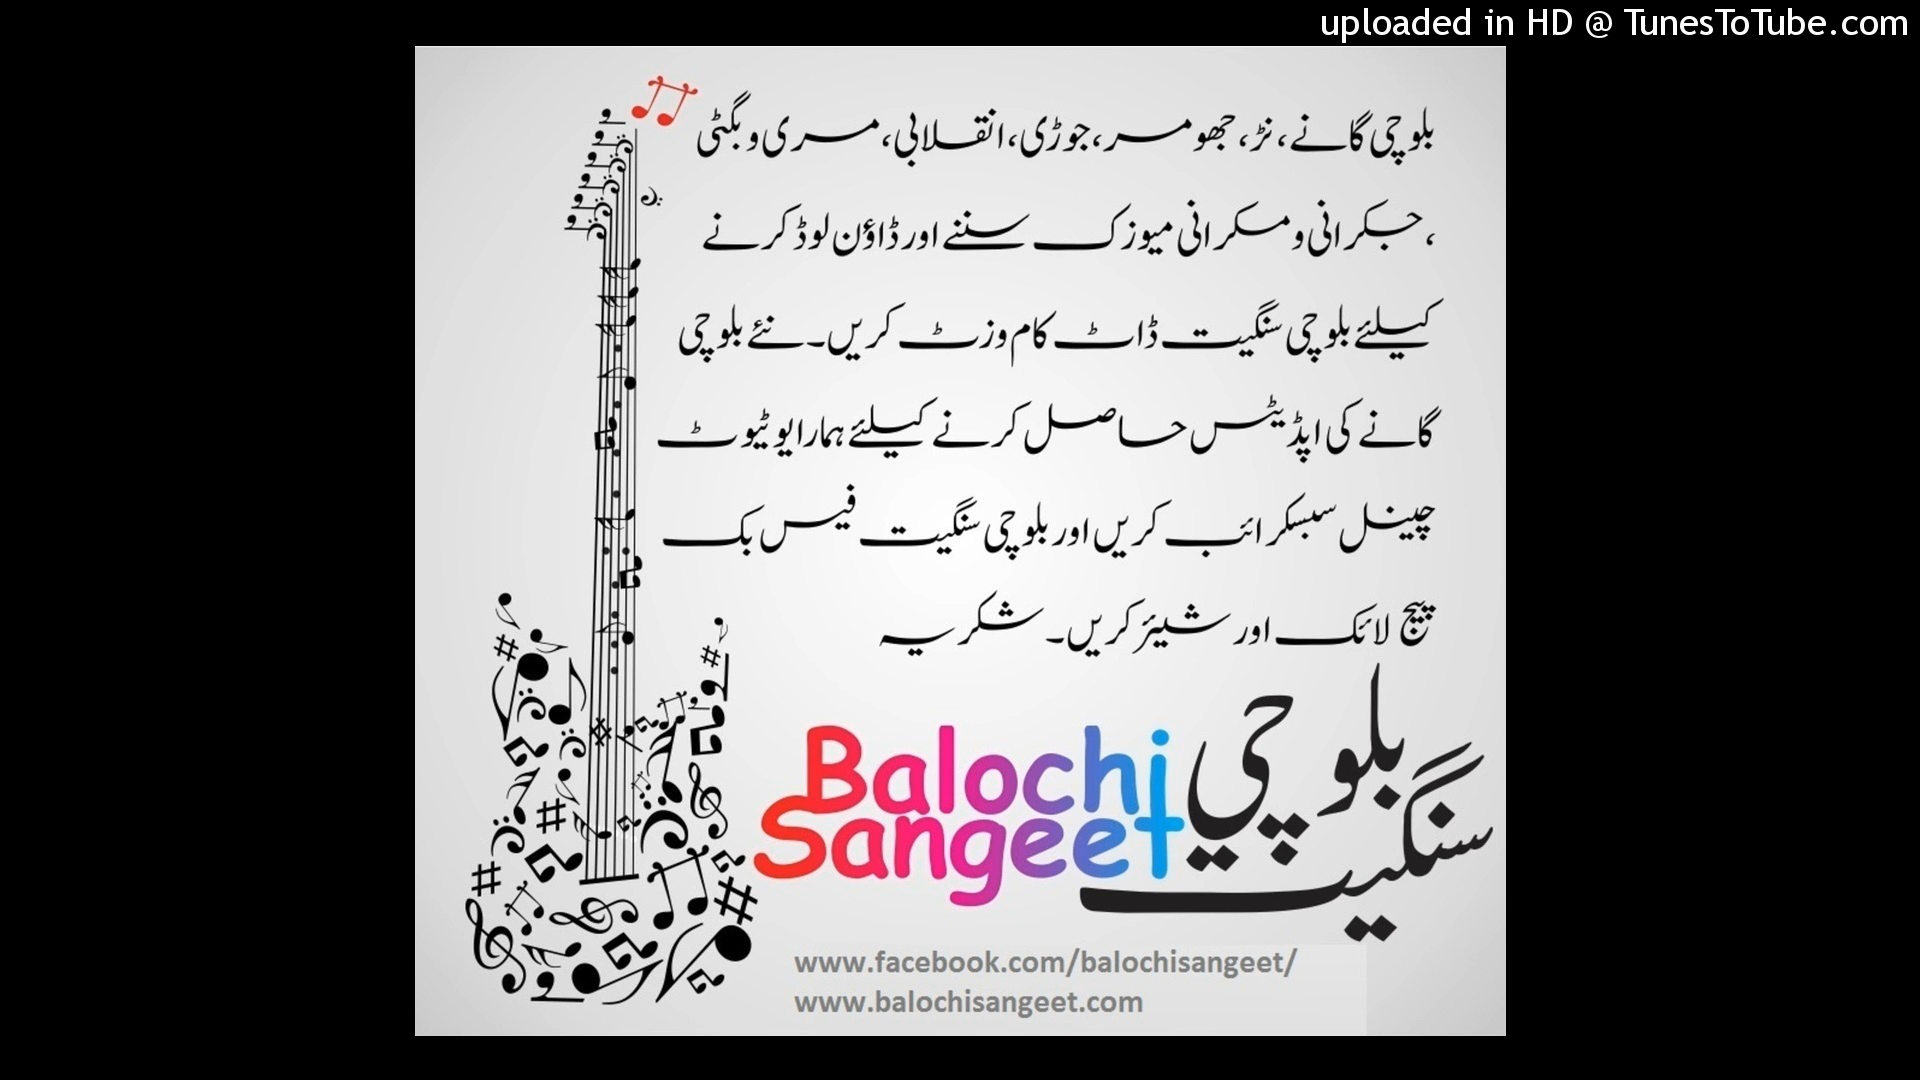 uploaded in HD @ TunesToTube.com
بلوچی گانے، نڑ، جھومر، جوڑی، انقلابی، مری و بگٹی
، جکرانی و مکرانی میوزک سننے اور ڈاؤن لوڈ کرنے
کیلئے بلوچی سنگیت ڈاٹ کام وزٹ کریں۔ نئے بلوچی
گانے کی اپڈیٹس حاصل کرنے کیلئے ہمارا یو ٹیوٹ
چینل سبسکرائب کریں اور بلوچی سنگیت فیس بک
پیج لائک اور شیئر کریں۔ شکریہ
Balochi
Sangeet
بلوچی
سنگیت
www.facebook.com/balochisangeet/
www.balochisangeet.com